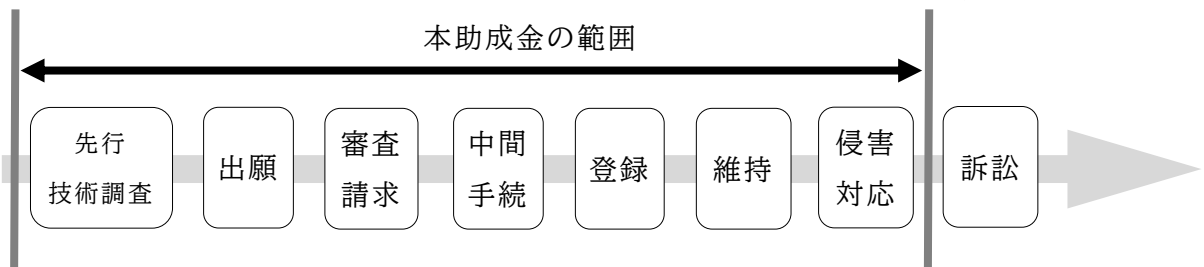 本助成金の範囲
先行
技術調査
出願
審査
請求
中間
手続
登録
維持
侵害
対応
訴訟